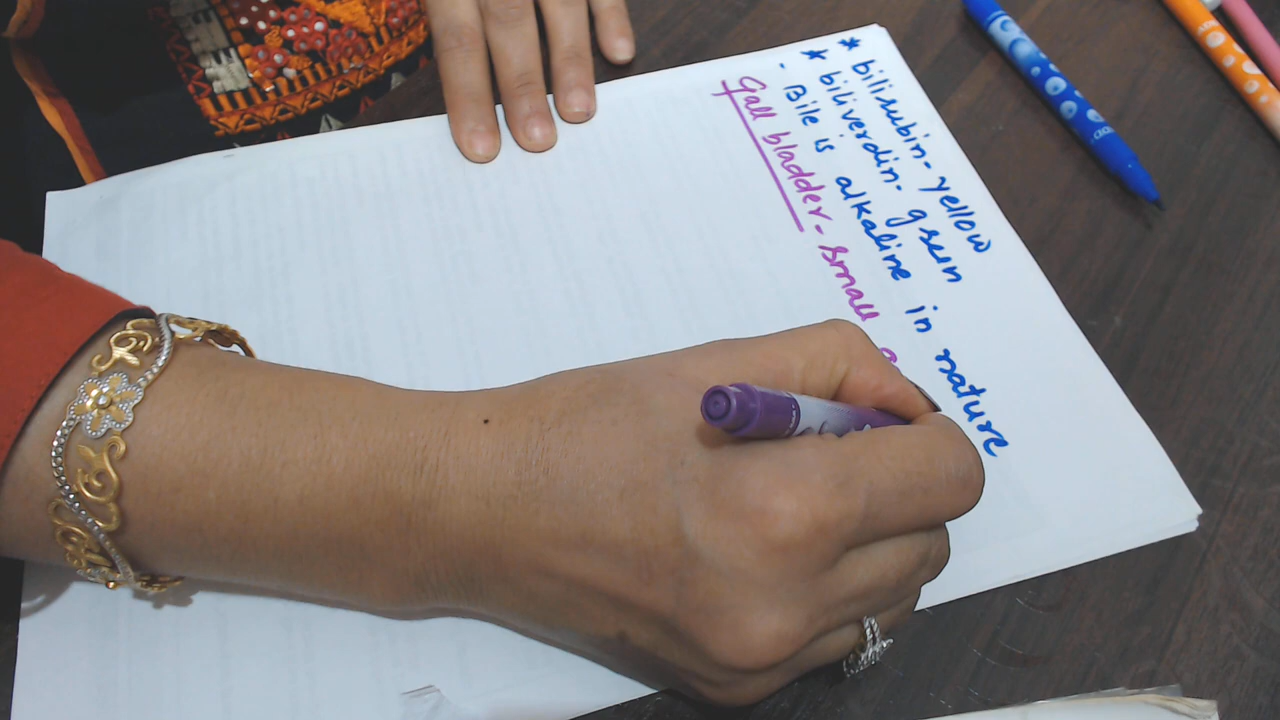 * bilirubin - yellow
* biliverdin - green
- Bile is alkaline in nature
Gall bladder - small